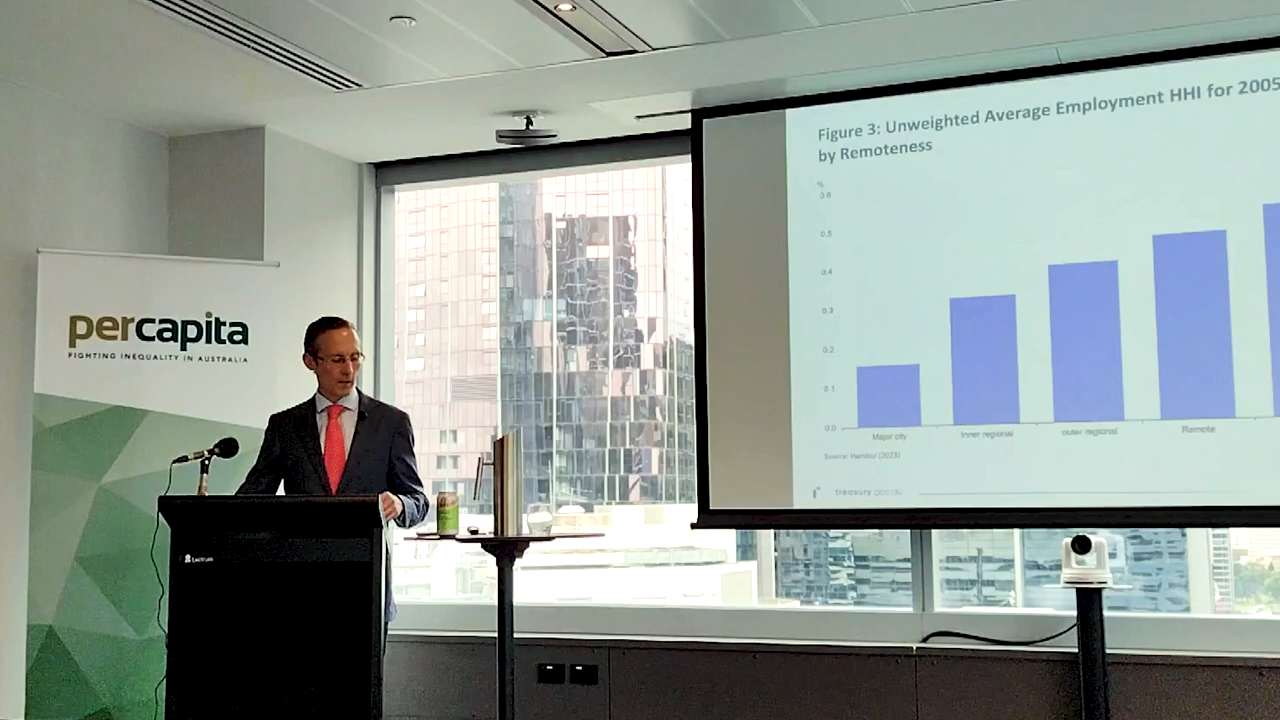 percapita
FIGHTING INEQUALITY IN AUSTRALIA
Lectrum
Figure 3: Unweighted Average Employment HHI for 2005
by Remoteness
%
0.6
0.5
0.4
0.3
0.2
0.1
0.0
Major city
Inner regional
outer regional
Remote
Source: Hambur (2023)
treasury.gov.au